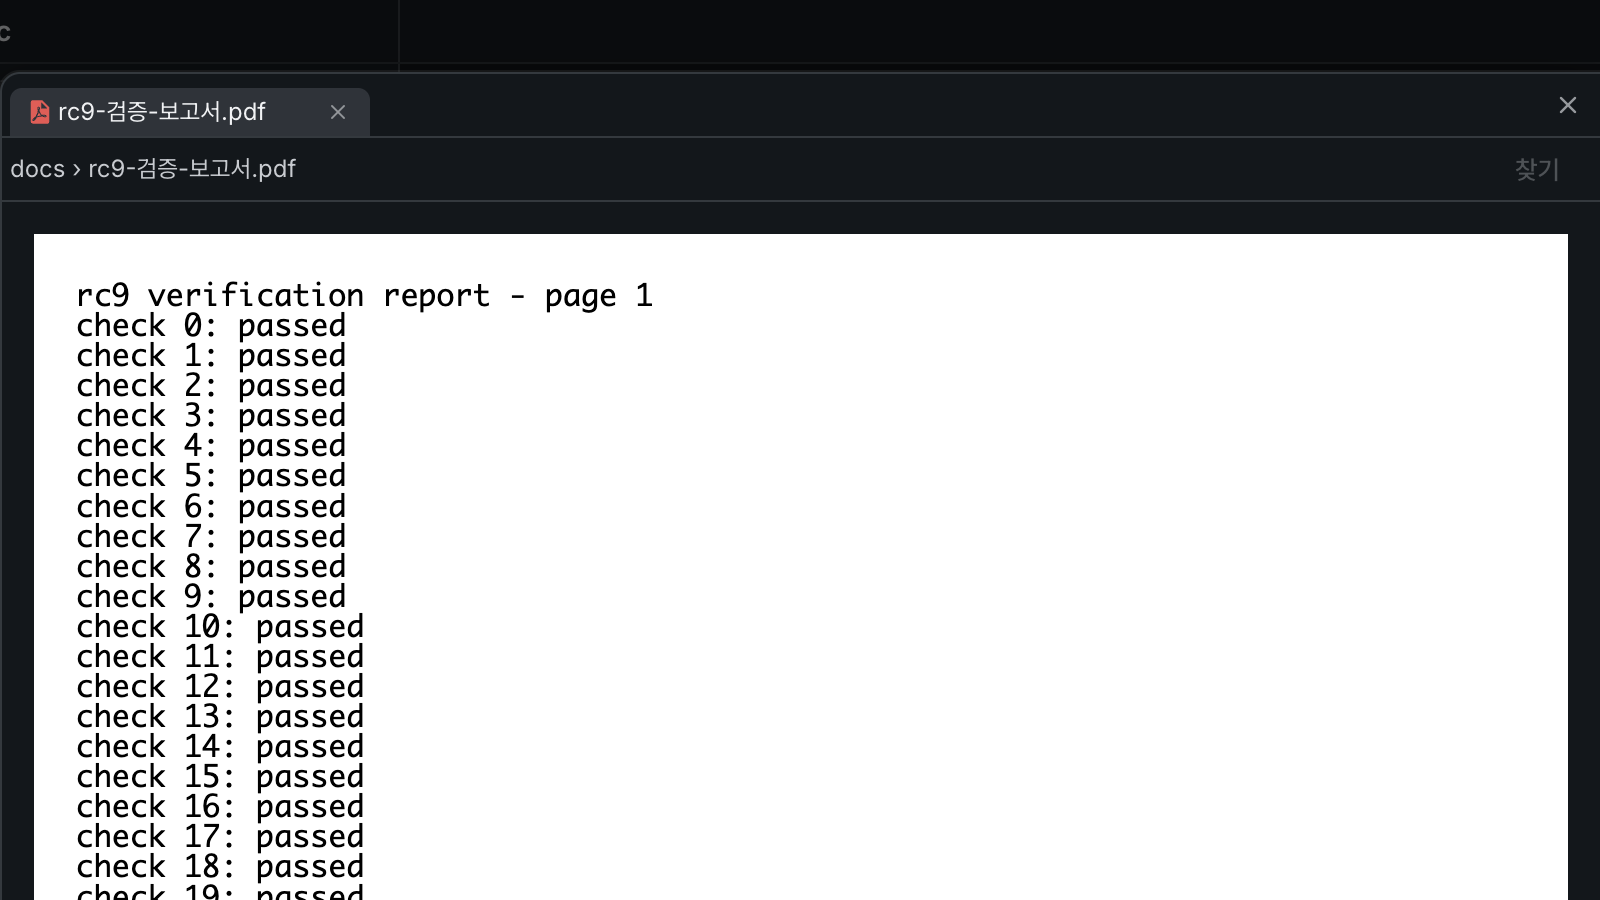 c
rc9-검증-보고서.pdf
docs › rc9-검증-보고서.pdf
찾기
rc9 verification report - page 1
check 0: passed
check 1: passed
check 2: passed
check 3: passed
check 4: passed
check 5: passed
check 6: passed
check 7: passed
check 8: passed
check 9: passed
check 10: passed
check 11: passed
check 12: passed
check 13: passed
check 14: passed
check 15: passed
check 16: passed
check 17: passed
check 18: passed
check 19: passed